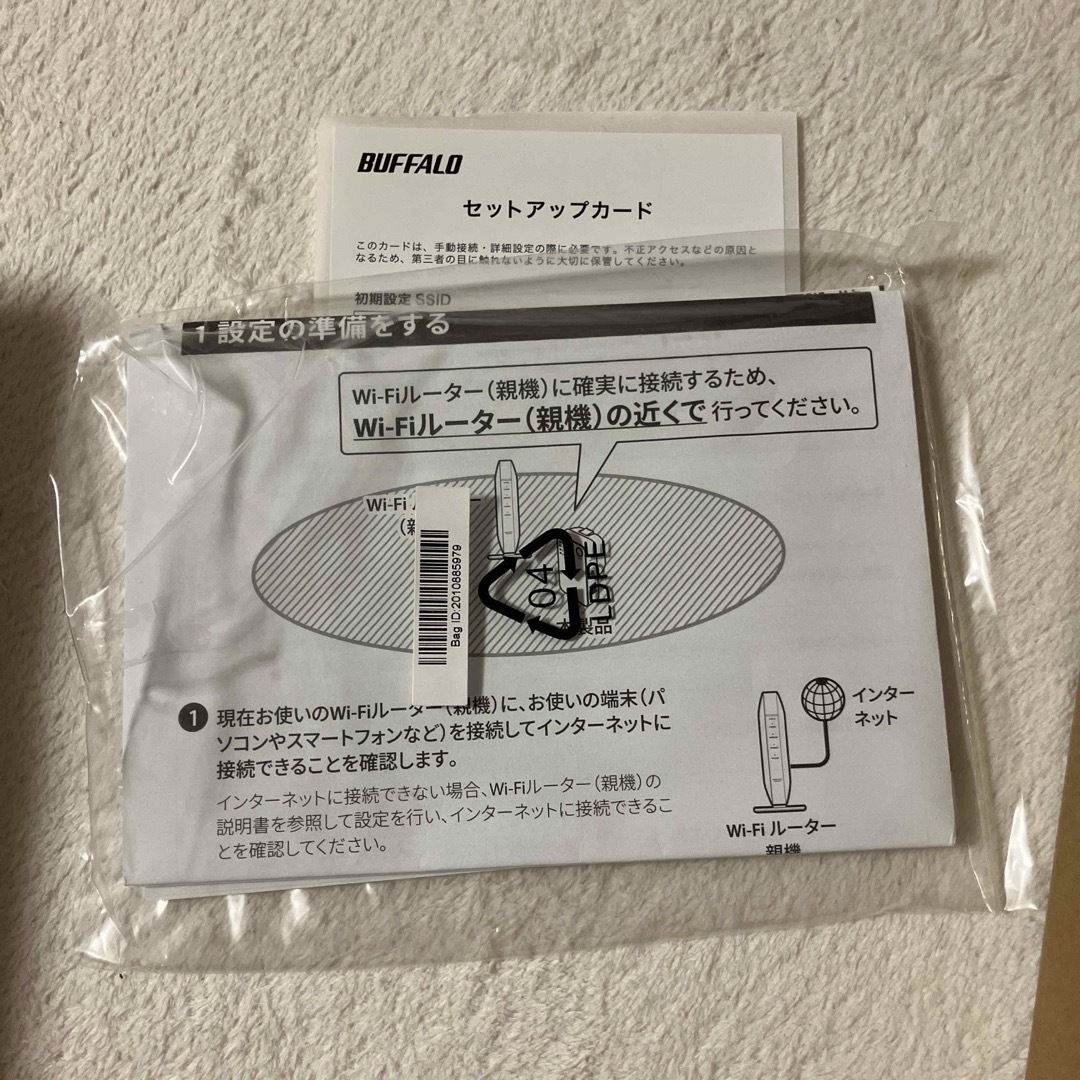 BUFFALO
セットアップカード
このカードは、手動接続・詳細設定の際に必要です。不正アクセスなどの原因と
なるため、第三者の目に触れないように大切に保管してください。
初期設定 SSID
1 設定の準備をする
Wi-Fiルーター(親機)に確実に接続するため、
Wi-Fiルーター(親機)の近くで行ってください。
Wi-Fi
Bag ID:2010885979
04
LDPE
製品
1 現在お使いのWi-Fiルーター(親機)に、お使いの端末(パ
ソコンやスマートフォンなど)を接続してインターネットに
接続できることを確認します。
インターネットに接続できない場合、Wi-Fiルーター(親機)の
説明書を参照して設定を行い、インターネットに接続できるこ
とを確認してください。
インター
ネット
Wi-Fi ルーター
親機